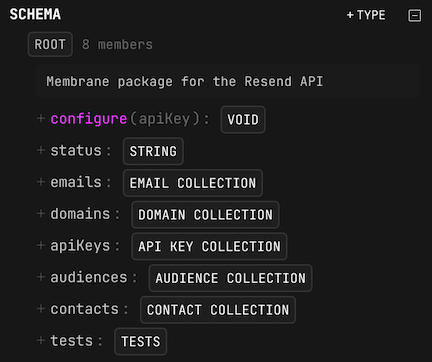 SCHEMA + TYPE
ROOT 8 members
Membrane package for the Resend API
+ configure(apiKey): VOID
+ status: STRING
+ emails: EMAIL COLLECTION
+ domains: DOMAIN COLLECTION
+ apiKeys: API KEY COLLECTION
+ audiences: AUDIENCE COLLECTION
+ contacts: CONTACT COLLECTION
+ tests: TESTS